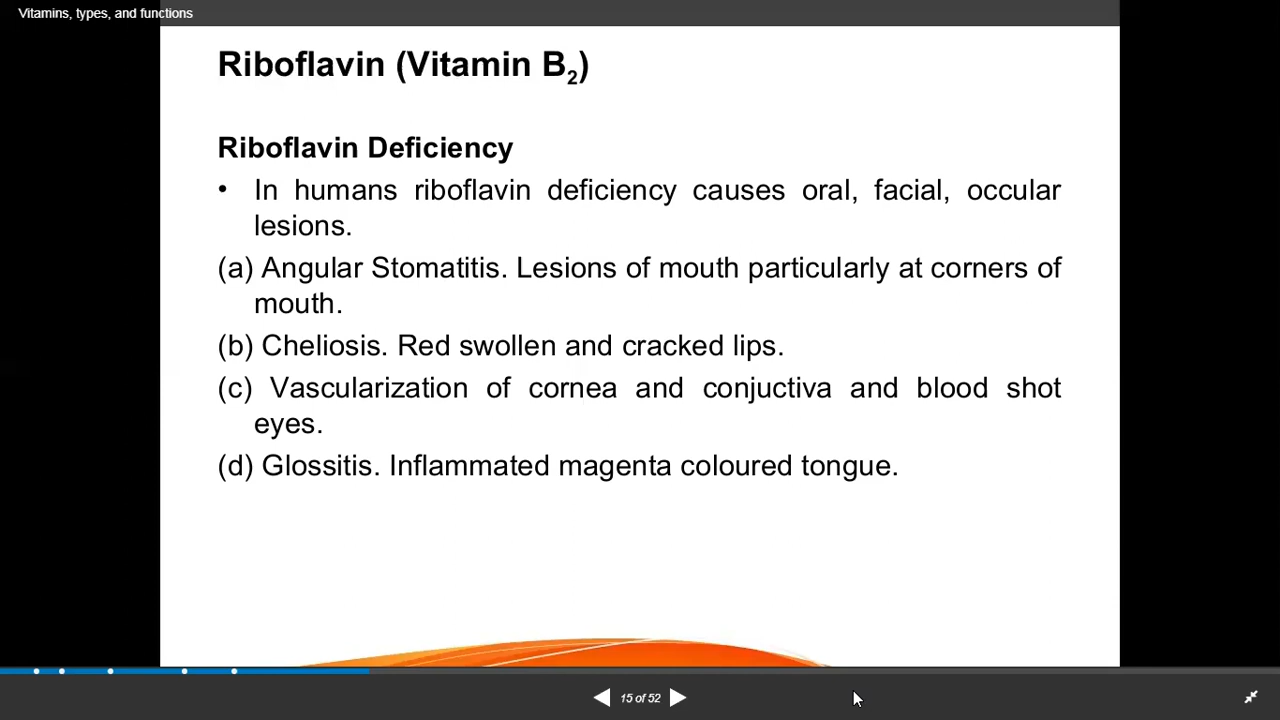 Vitamins, types, and functions
Riboflavin (Vitamin B2)
Riboflavin Deficiency
• In humans riboflavin deficiency causes oral, facial, occular
lesions.
(a) Angular Stomatitis. Lesions of mouth particularly at corners of
mouth.
(b) Cheliosis. Red swollen and cracked lips.
(c) Vascularization of cornea and conjuctiva and blood shot
eyes.
(d) Glossitis. Inflammated magenta coloured tongue.
15 of 52